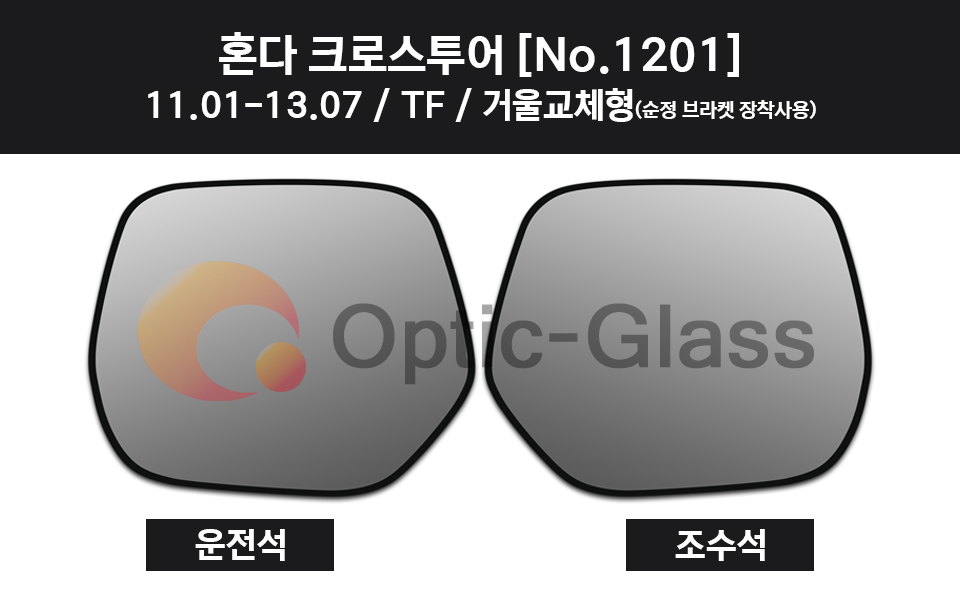 혼다 크로스투어 [No.1201]
11.01-13.07 / TF / 거울교체형(순정 브라켓 장착사용)
Optic-Glass
운전석
조수석